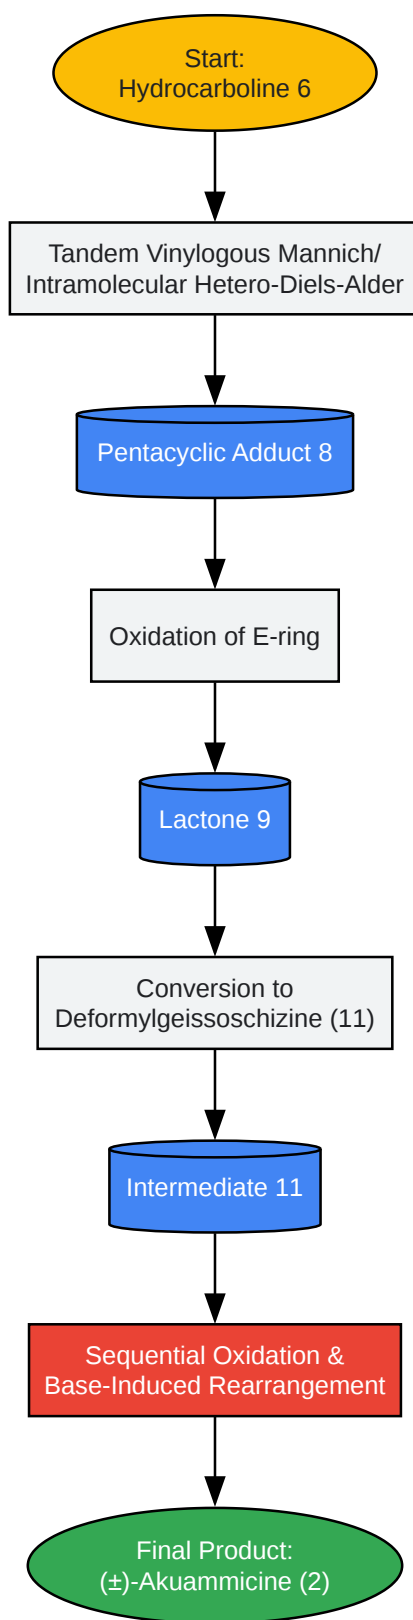 Start:
Hydrocarboline 6
Tandem Vinylogous Mannich/
Intramolecular Hetero-Diels-Alder
Pentacyclic Adduct 8
Oxidation of E-ring
Lactone 9
Conversion to
Deformylgeissoschizine (11)
Intermediate 11
Sequential Oxidation &
Base-Induced Rearrangement
Final Product:
(±)-Akuammicine (2)